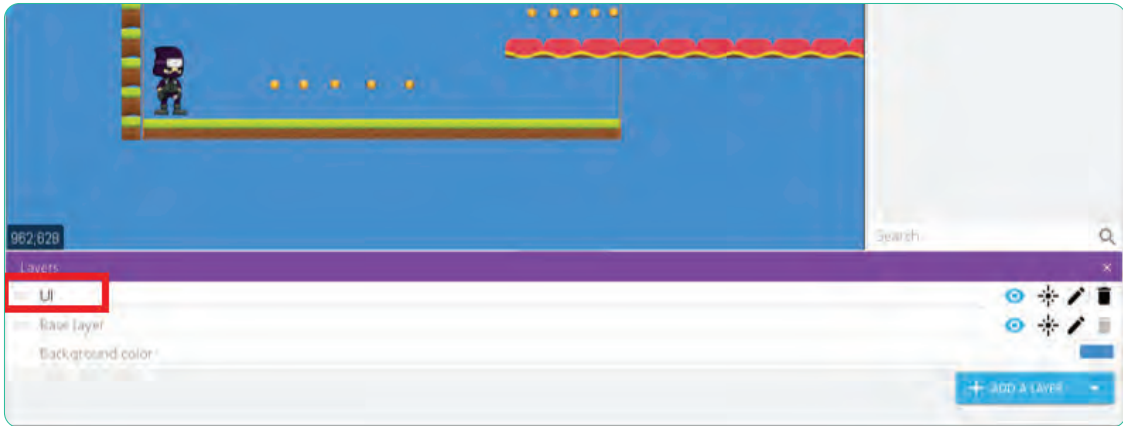 962;628
Search
Layers
UI
Base layer
Background color
+ ADD A LAYER